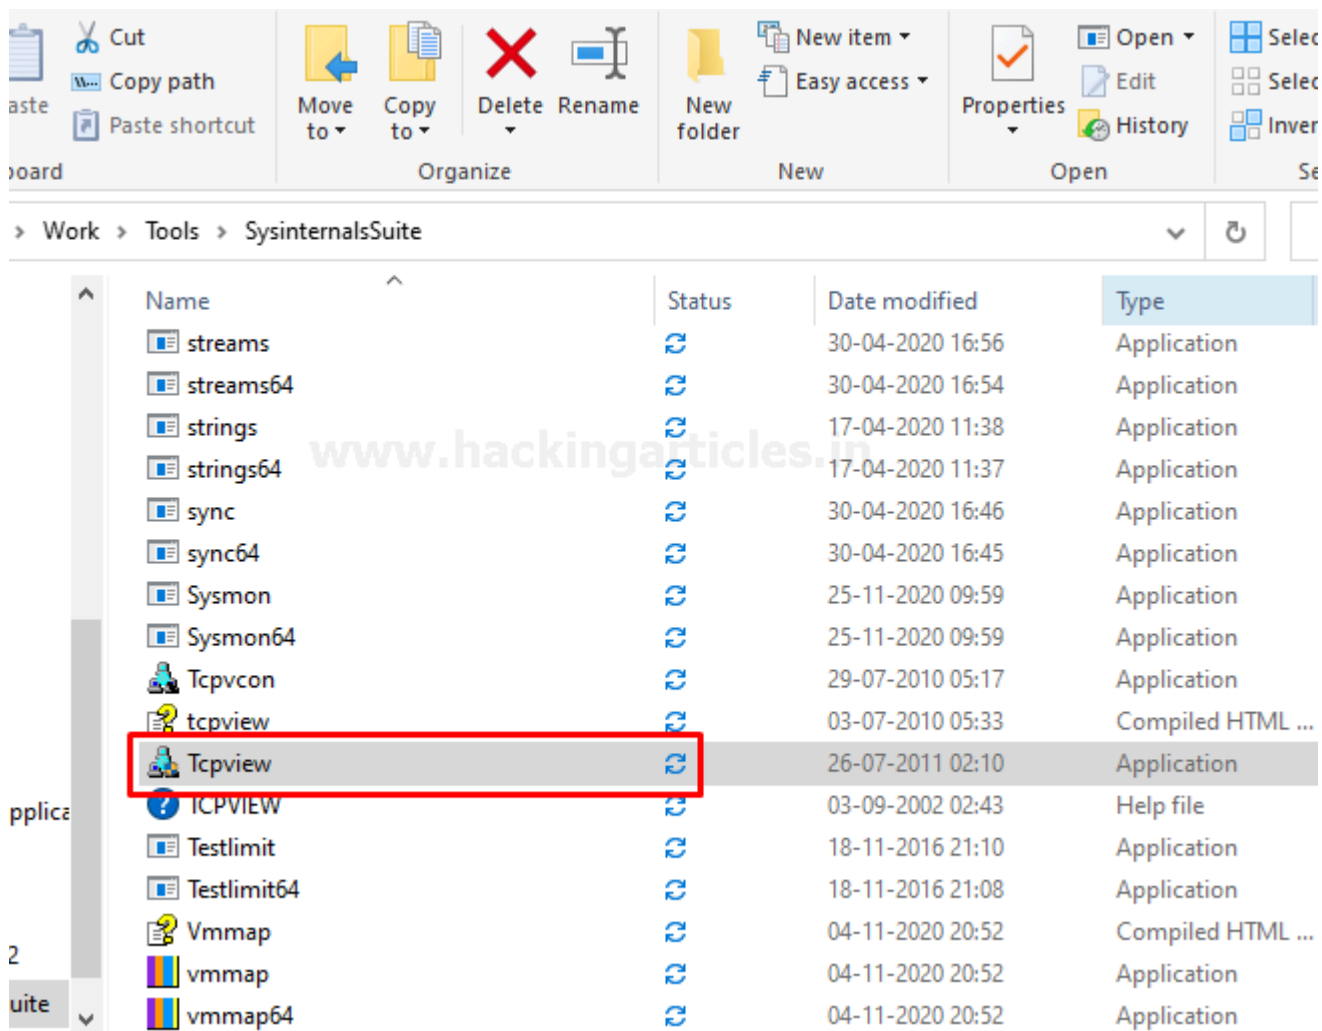 Cut
Copy path
Paste shortcut
aste
board
Move to
Copy to
Delete
Rename
Organize
New folder
New item
Easy access
New
Properties
Open
Edit
History
Open
Selec
Selec
Inver
Se
> Work > Tools > SysinternalsSuite
Name Status Date modified Type
streams 30-04-2020 16:56 Application
streams64 30-04-2020 16:54 Application
strings 17-04-2020 11:38 Application
www.hackingarticles.in
strings64 17-04-2020 11:37 Application
sync 30-04-2020 16:46 Application
sync64 30-04-2020 16:45 Application
Sysmon 25-11-2020 09:59 Application
Sysmon64 25-11-2020 09:59 Application
Tcpvcon 29-07-2010 05:17 Application
tcpview 03-07-2010 05:33 Compiled HTML ...
Tcpview 26-07-2011 02:10 Application
TCPVIEW 03-09-2002 02:43 Help file
pplica
Testlimit 18-11-2016 21:10 Application
Testlimit64 18-11-2016 21:08 Application
Vmmap 04-11-2020 20:52 Compiled HTML ...
2
vmmap 04-11-2020 20:52 Application
uite
vmmap64 04-11-2020 20:52 Application